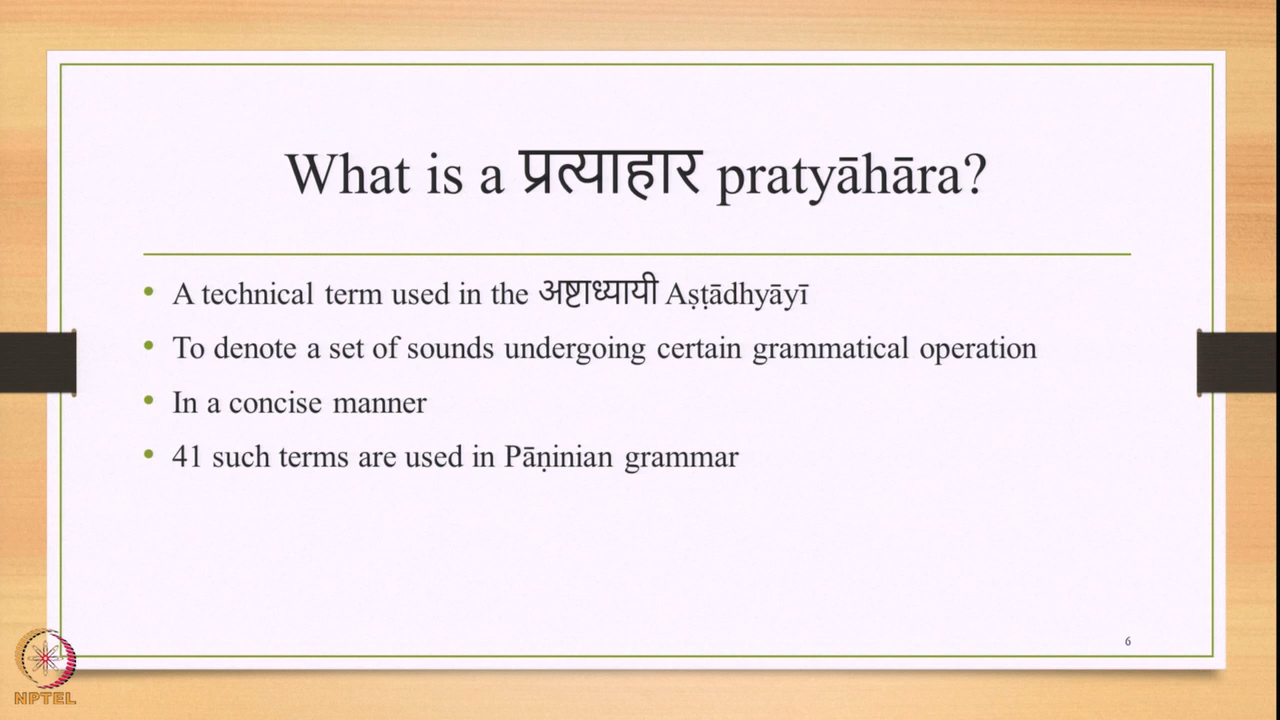 What is a प्रत्याहार pratyāhāra?
• A technical term used in the अष्टाध्यायी Aṣṭādhyāyī
• To denote a set of sounds undergoing certain grammatical operation
• In a concise manner
• 41 such terms are used in Pāṇinian grammar
6
NPTEL